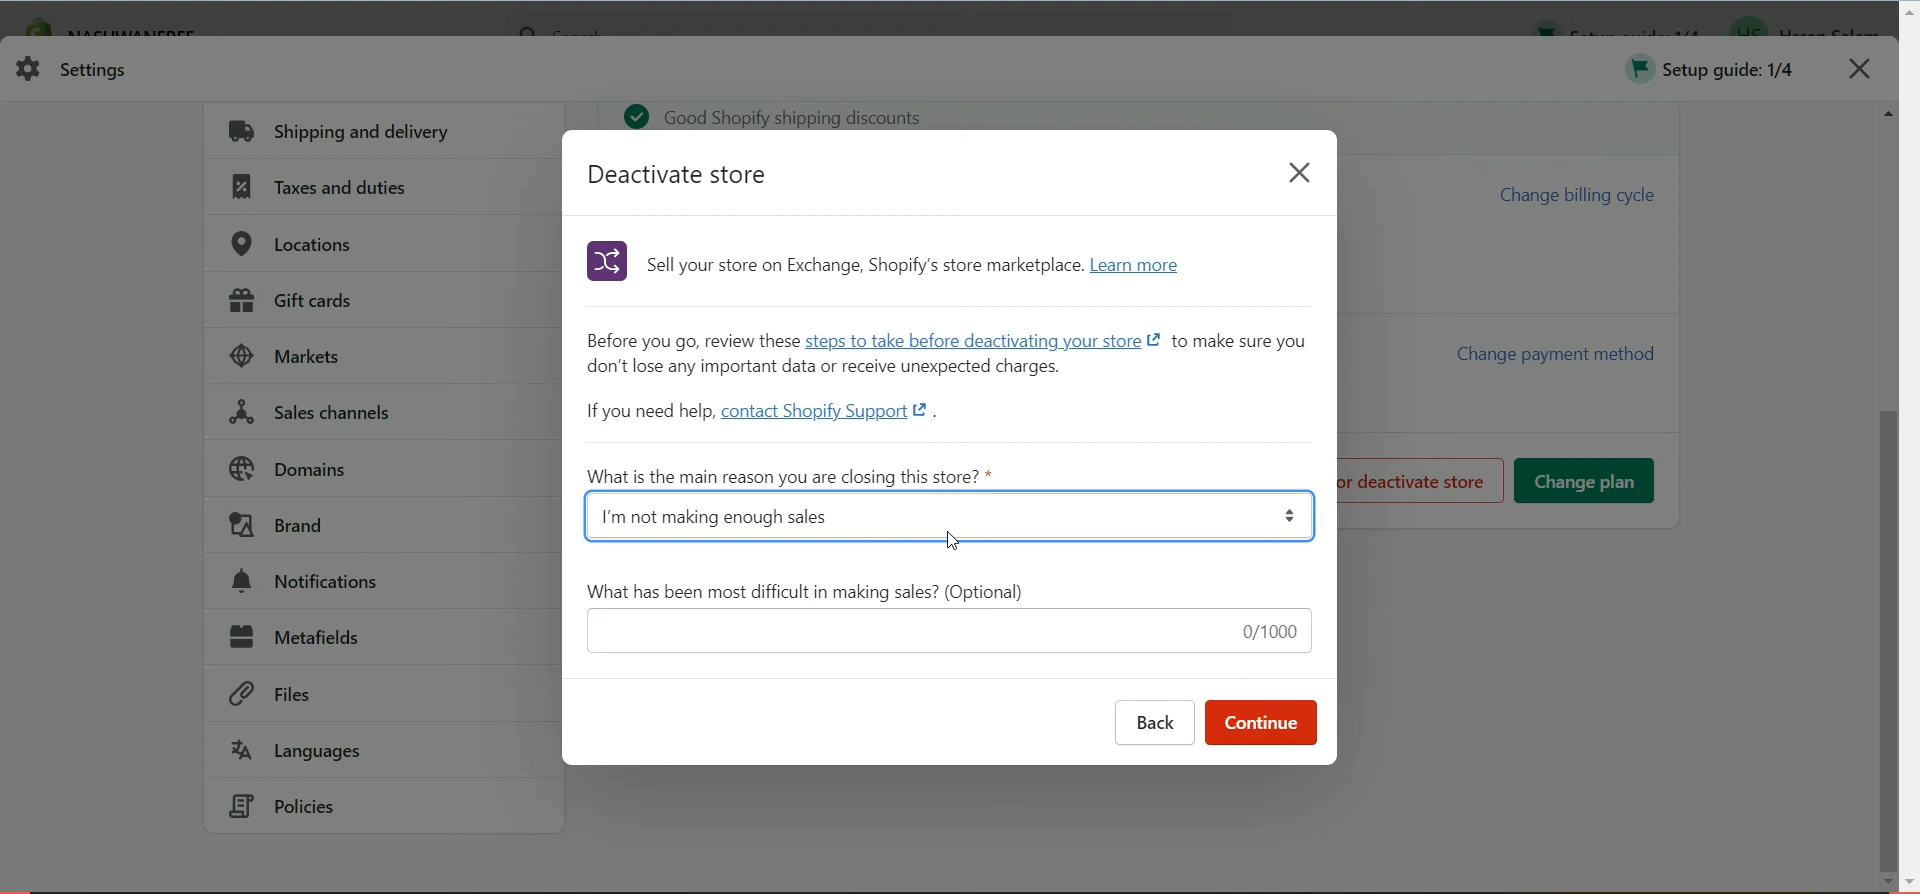 Settings
Setup guide: 1/4
Shipping and delivery
Taxes and duties
Locations
Gift cards
Markets
Sales channels
Domains
Brand
Notifications
Metafields
Files
Languages
Policies
Good Shopify shipping discounts
Change billing cycle
Change payment method
or deactivate store
Change plan
Deactivate store
Sell your store on Exchange, Shopify's store marketplace. Learn more
Before you go, review these steps to take before deactivating your store to make sure you
don't lose any important data or receive unexpected charges.
If you need help, contact Shopify Support .
What is the main reason you are closing this store? *
I'm not making enough sales
What has been most difficult in making sales? (Optional)
0/1000
Back
Continue